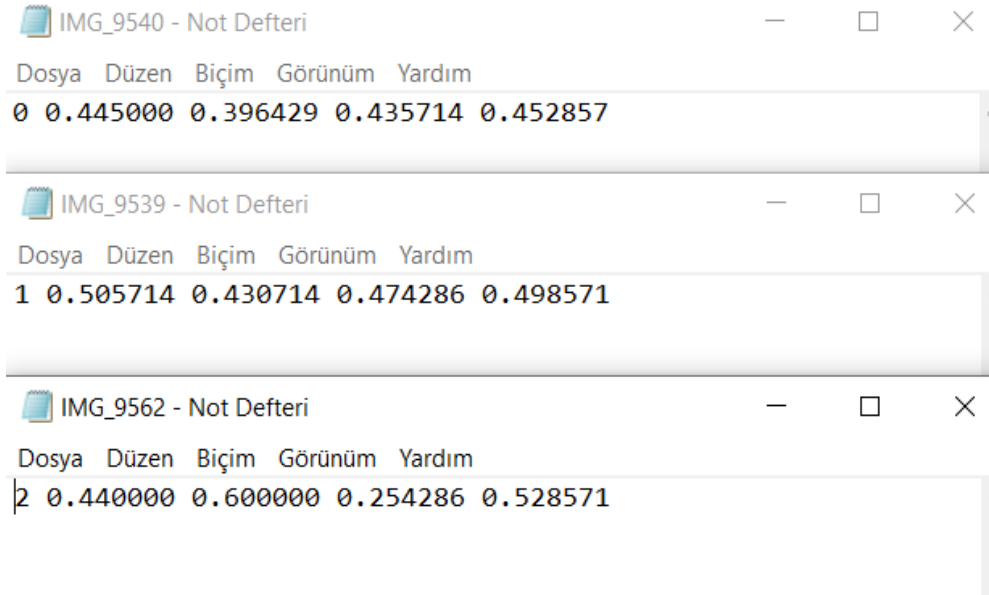 IMG_9540 - Not Defteri
Dosya Düzen Biçim Görünüm Yardım
0 0.445000 0.396429 0.435714 0.452857
IMG_9539 - Not Defteri
Dosya Düzen Biçim Görünüm Yardım
1 0.505714 0.430714 0.474286 0.498571
IMG_9562 - Not Defteri
Dosya Düzen Biçim Görünüm Yardım
2 0.440000 0.600000 0.254286 0.528571